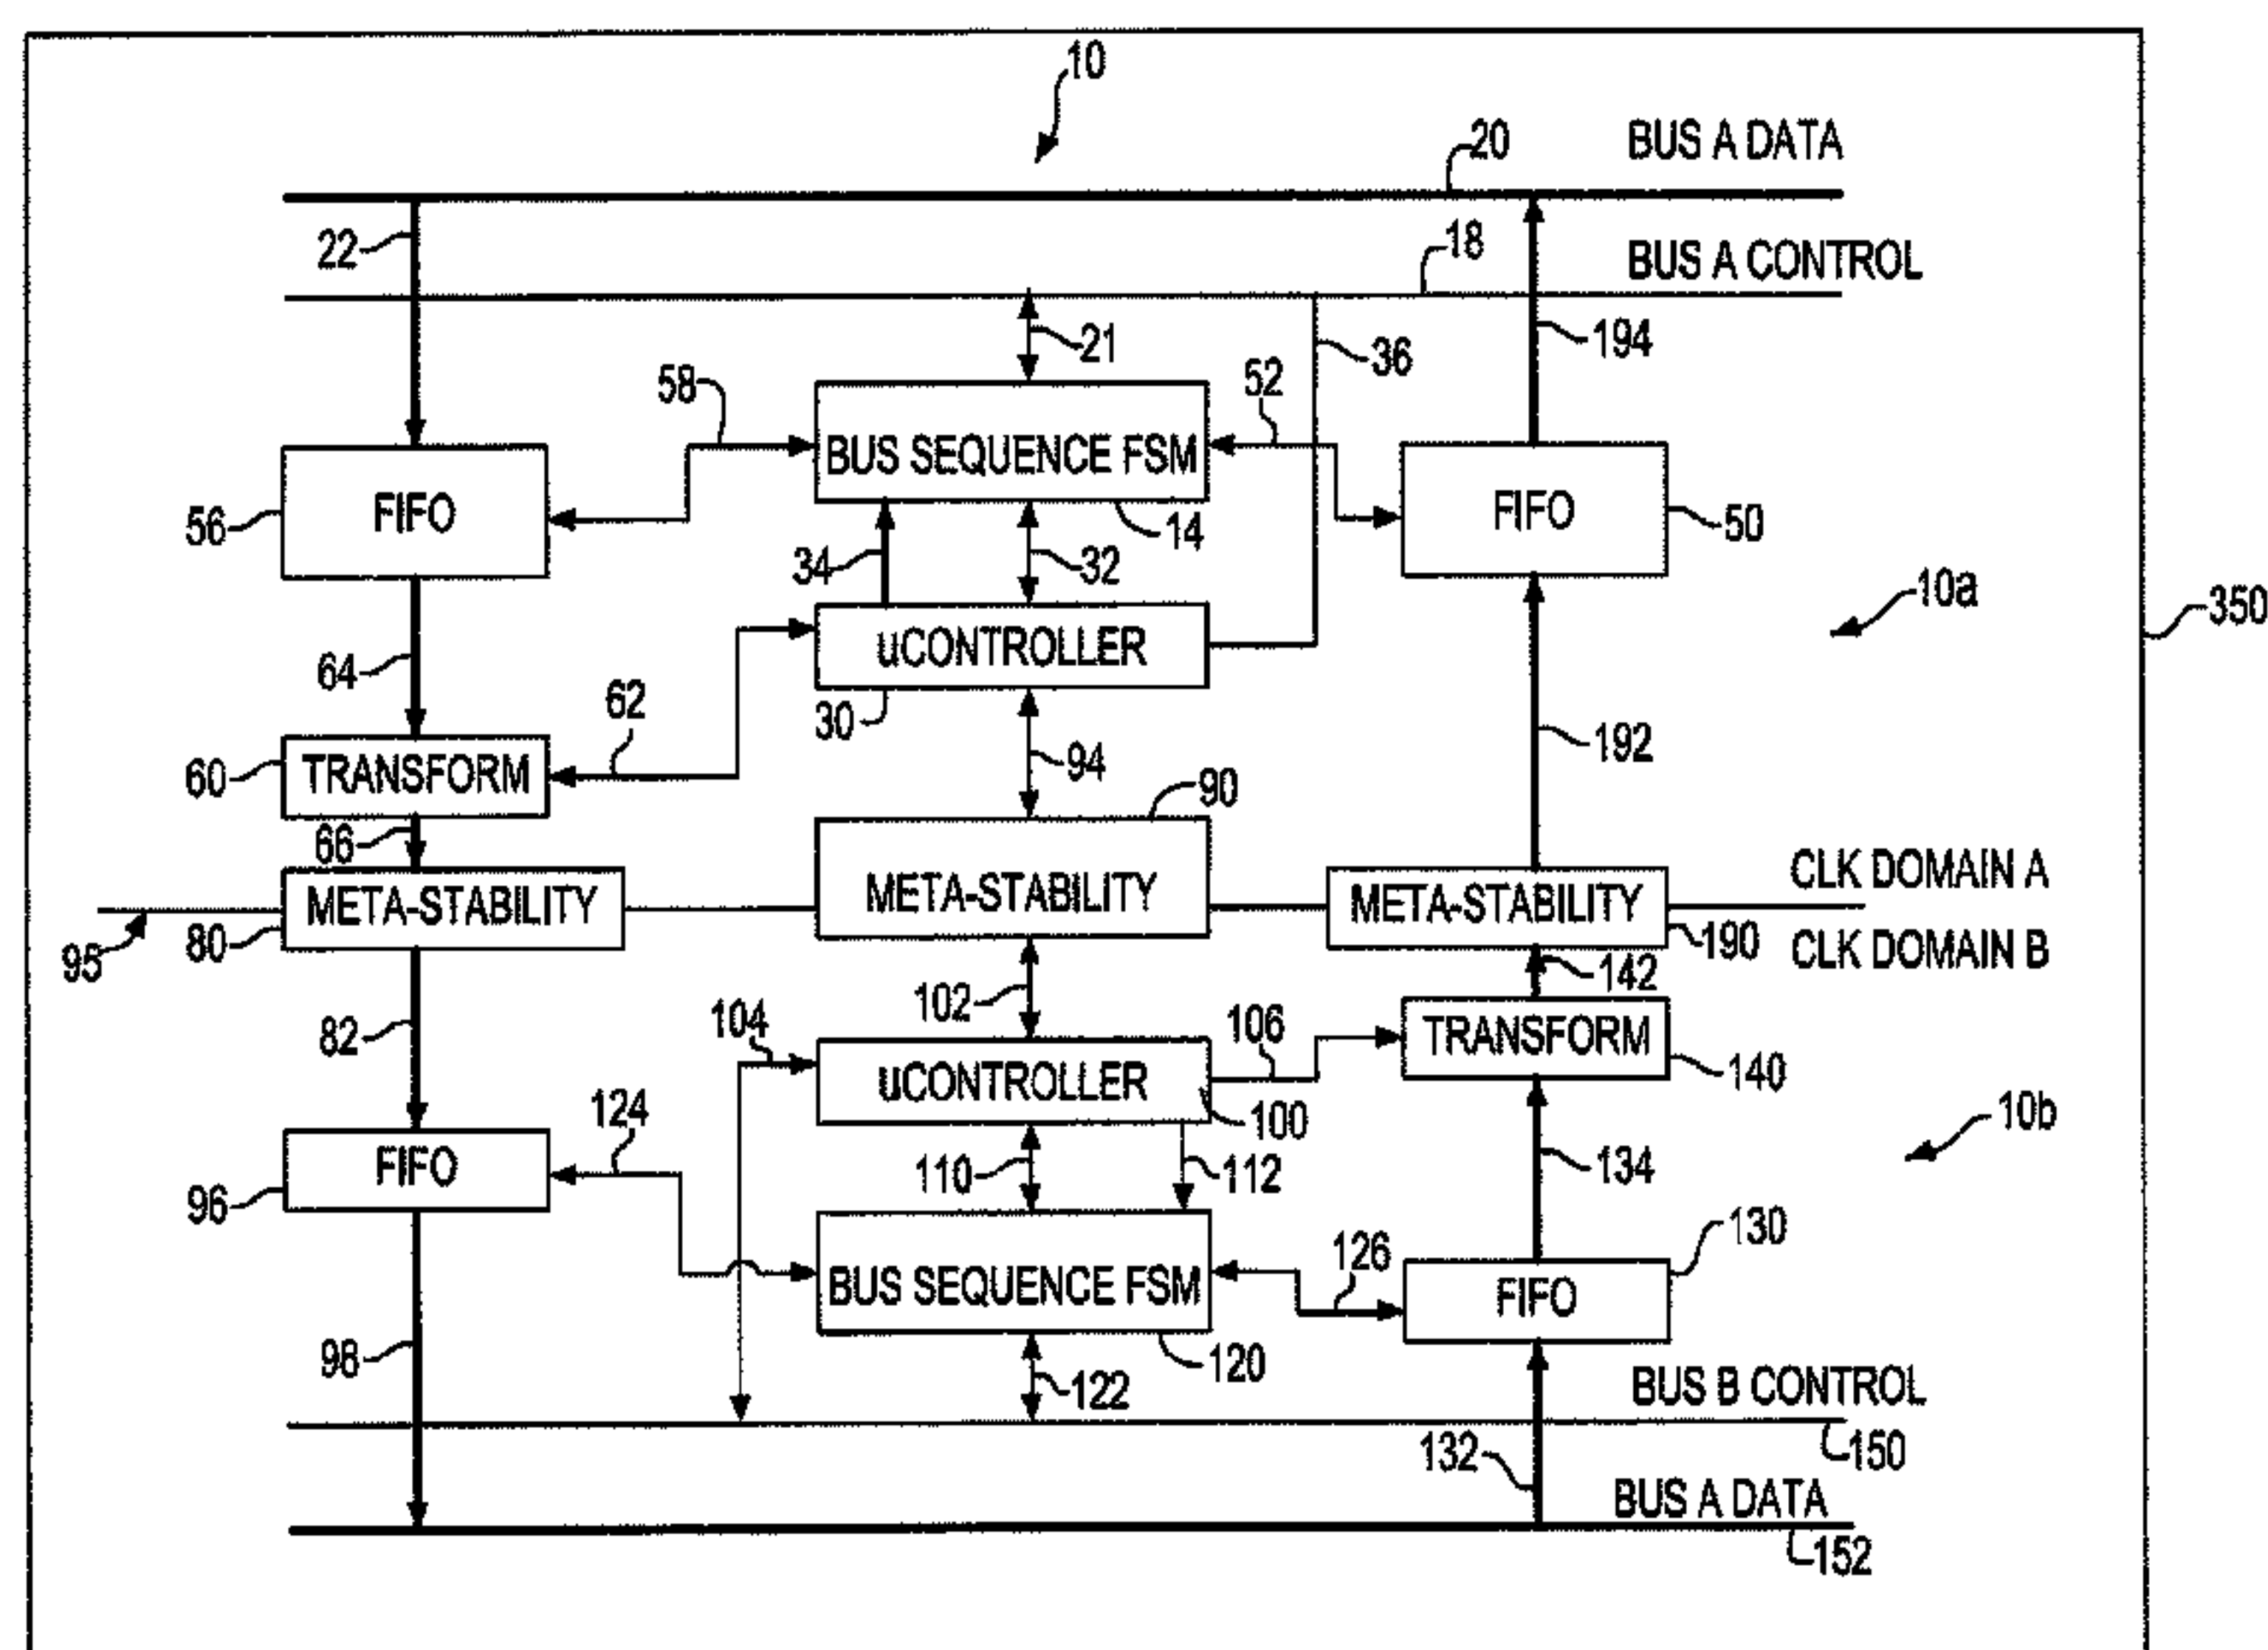 10
20 BUS A DATA
22
18 BUS A CONTROL
21
194
36
58
52
BUS SEQUENCE FSM
FIFO
FIFO
56
14
50
34
32
10a
350
uCONTROLLER
64
62
30
192
TRANSFORM
60
94
90
66
META-STABILITY
META-STABILITY
META-STABILITY
CLK DOMAIN A
95
80
190
CLK DOMAIN B
142
102
104
106
82
TRANSFORM
uCONTROLLER
140
124
100
10b
FIFO
110
112
134
96
130
126
BUS SEQUENCE FSM
FIFO
98
120
122
BUS B CONTROL
132
150
BUS A DATA
152